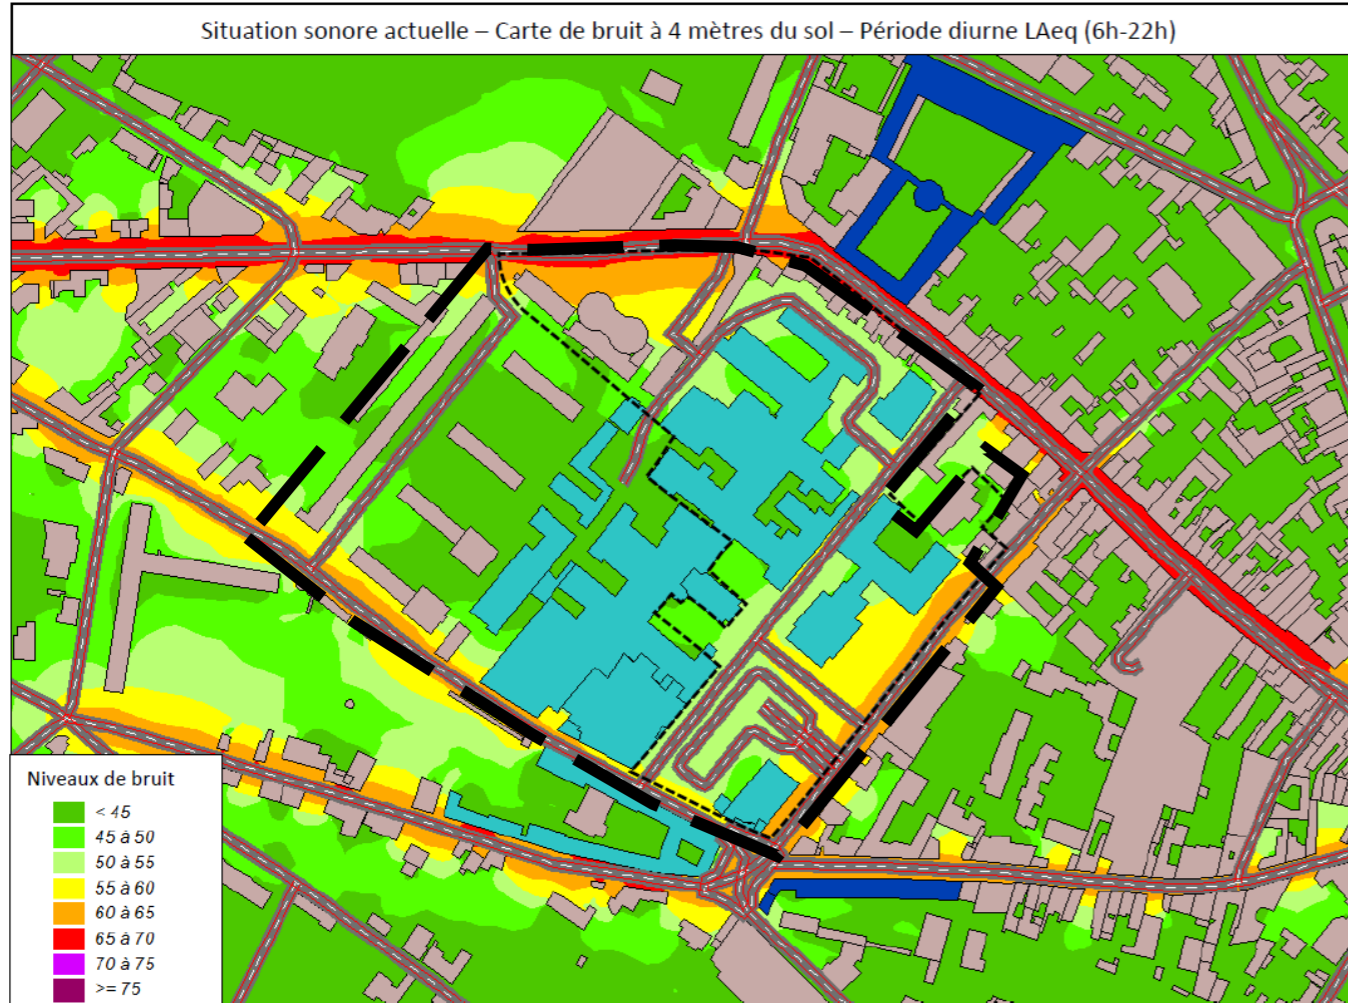 Situation sonore actuelle – Carte de bruit à 4 mètres du sol – Période diurne LAeq (6h-22h)
Niveaux de bruit
< 45
45 à 50
50 à 55
55 à 60
60 à 65
65 à 70
70 à 75
>= 75